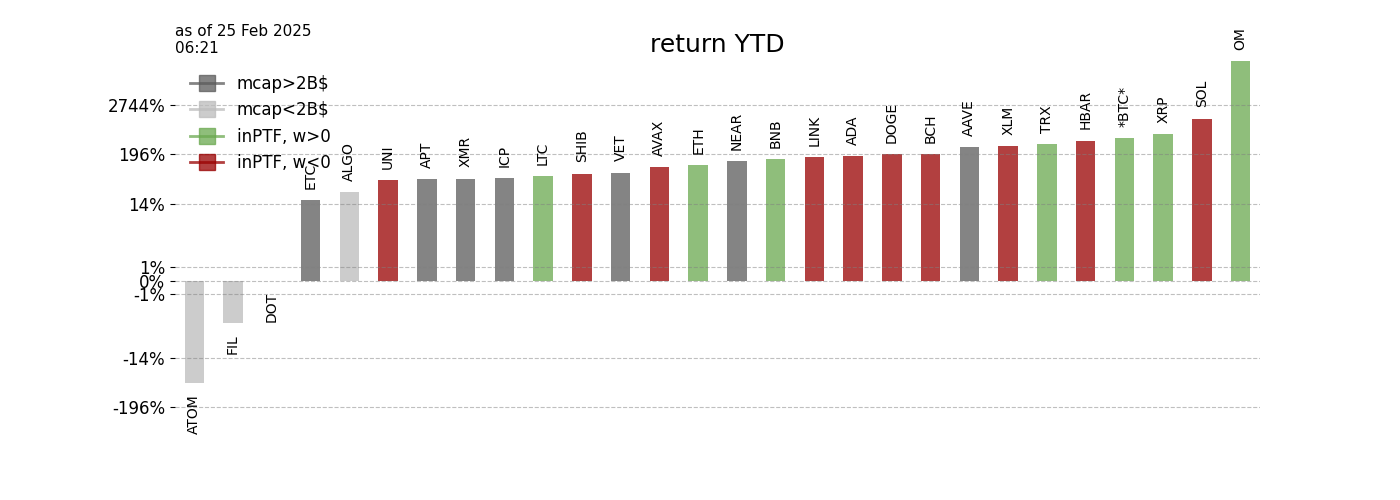 as of 25 Feb 2025
06:21
return YTD
mcap>2B$
mcap<2B$
inPTF, w>0
inPTF, w<0
2744%
196%
14%
1%
0%
-1%
-14%
-196%
ATOM
FIL
DOT
ETC
ALGO
UNI
APT
XMR
ICP
LTC
SHIB
VET
AVAX
ETH
NEAR
BNB
LINK
ADA
DOGE
BCH
AAVE
XLM
TRX
HBAR
*BTC*
XRP
SOL
OM